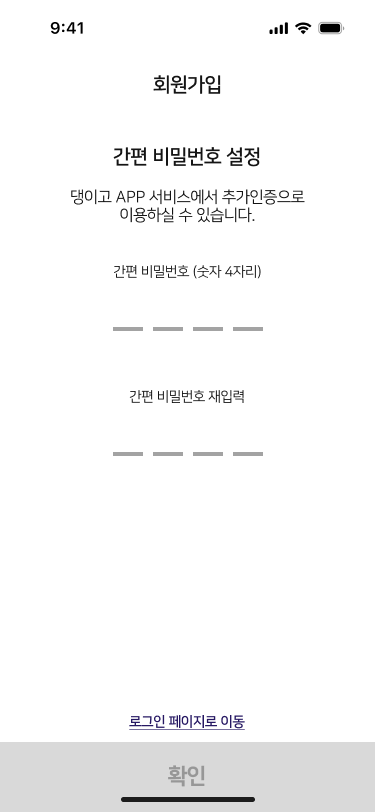 9:41
회원가입
간편 비밀번호 설정
댕이고 APP 서비스에서 추가인증으로
이용하실 수 있습니다.
간편 비밀번호 (숫자 4자리)
간편 비밀번호 재입력
로그인 페이지로 이동
확인